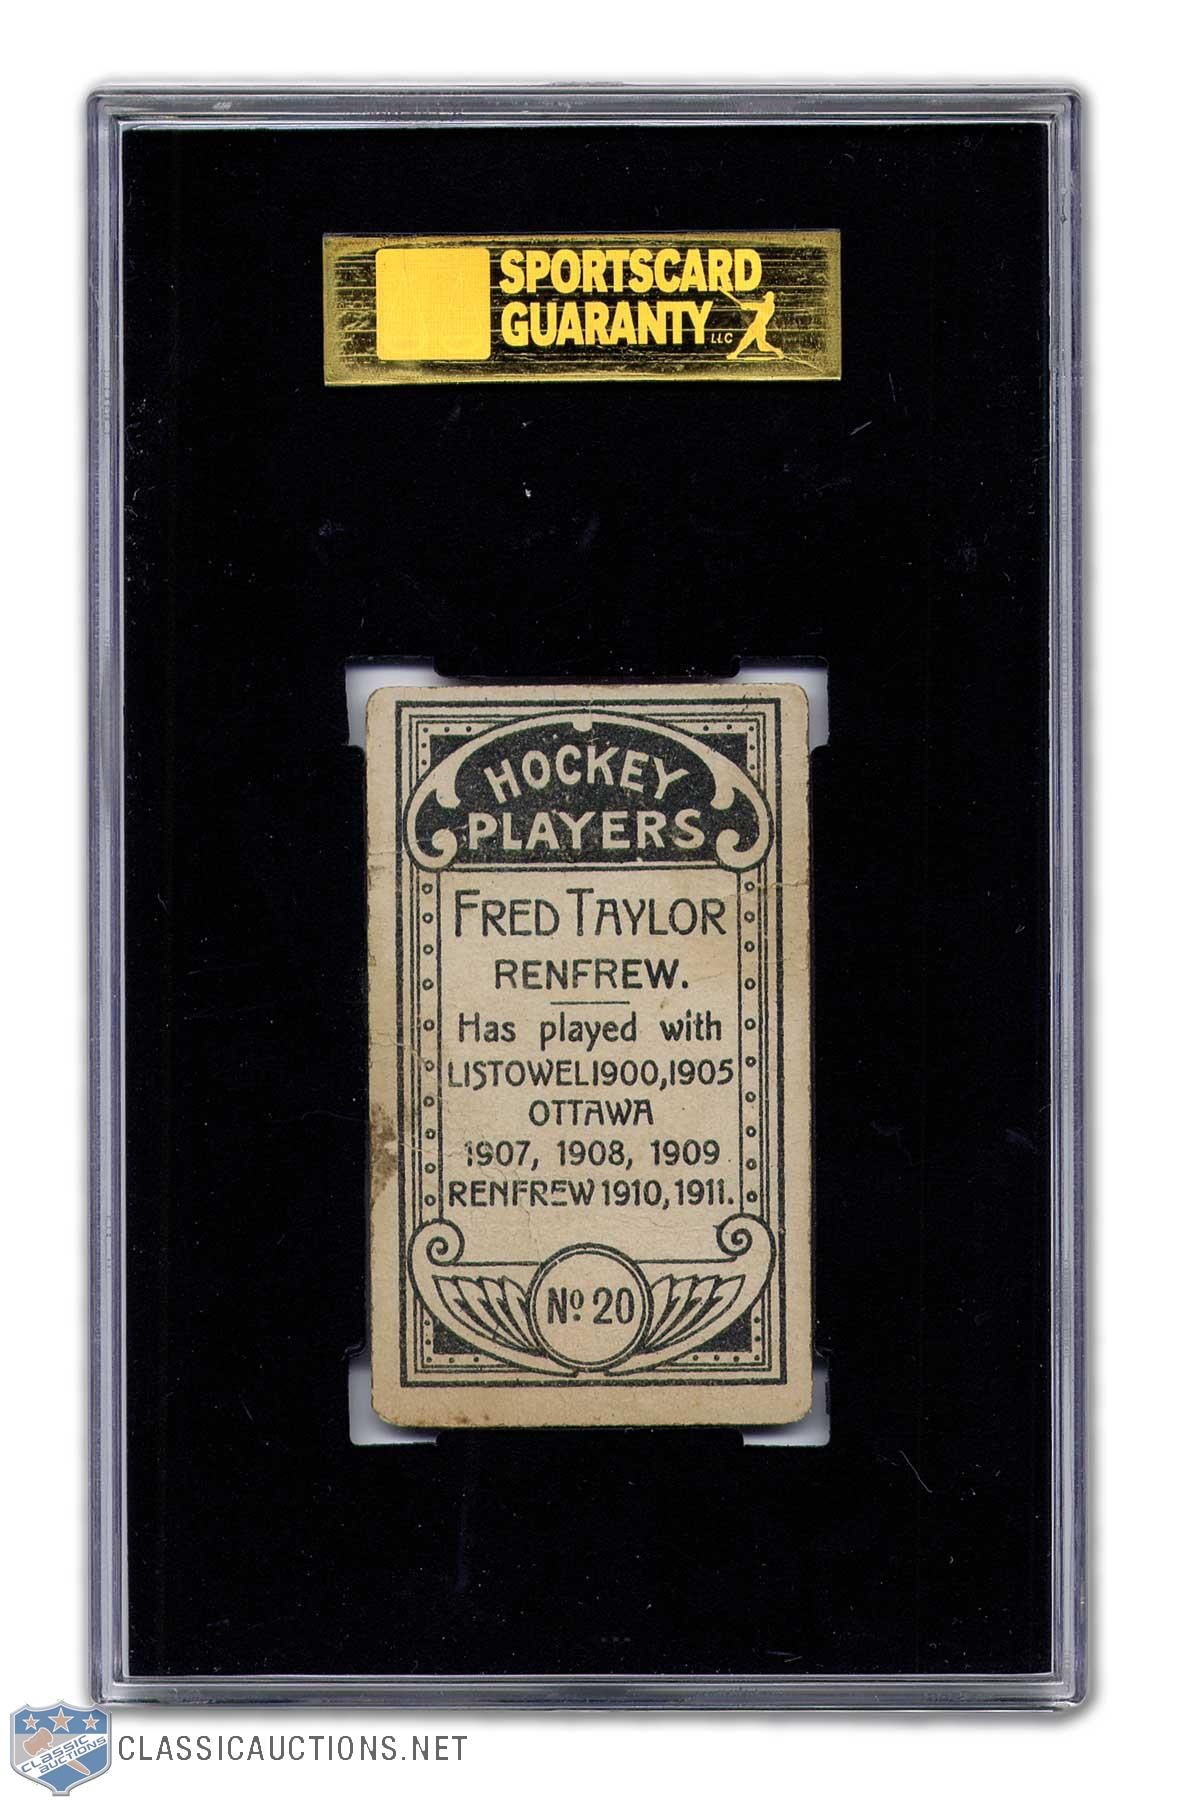 SPORTSCARD
GUARANTY LLC
HOCKEY
PLAYERS
FRED TAYLOR
RENFREW.
Has played with
LISTOWEL 1900, 1905
OTTAWA
1907, 1908, 1909
RENFREW 1910, 1911.
No 20
CLASSIC
AUCTIONS
CLASSICAUCTIONS.NET